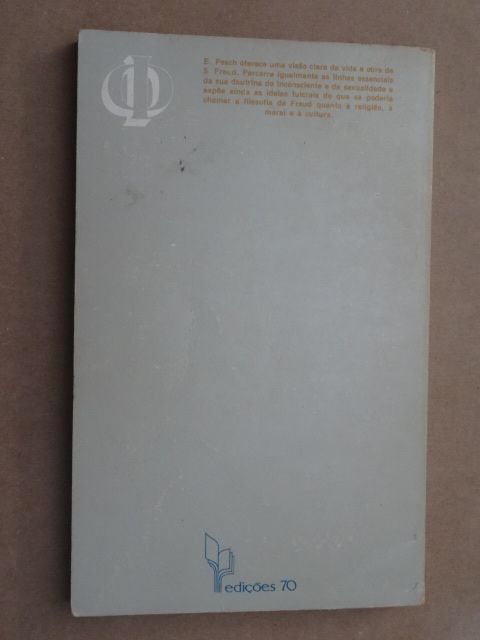 E. Pesch oferece uma visão clara da vida e obra de
S. Freud. Percorre igualmente as linhas essenciais
da sua doutrina do inconsciente e da sexualidade e
expõe ainda as ideias fulcrais do que se poderia
chamar a filosofia de Freud quanto à religião, à
moral e à cultura.
edições 70